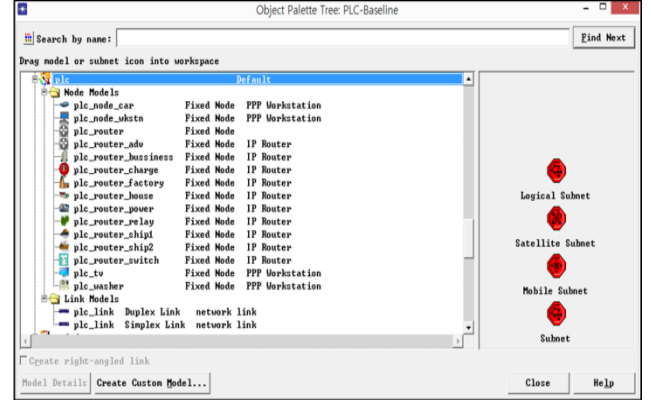 Object Palette Tree: PLC-Baseline
Search by name:
Find Next
Drag model or subnet icon into workspace
plc Default
Node Models
plc_node_car Fixed Node PPP Workstation
plc_node_wkstn Fixed Node PPP Workstation
plc_router Fixed Node
plc_router_adv Fixed Node IP Router
plc_router_bussiness Fixed Node IP Router
plc_router_charge Fixed Node IP Router
plc_router_factory Fixed Node IP Router
plc_router_house Fixed Node IP Router
plc_router_power Fixed Node IP Router
plc_router_relay Fixed Node IP Router
plc_router_ship1 Fixed Node IP Router
plc_router_ship2 Fixed Node IP Router
plc_router_switch Fixed Node IP Router
plc_tv Fixed Node PPP Workstation
plc_washer Fixed Node PPP Workstation
Link Models
plc_link Duplex Link network link
plc_link Simplex Link network link
Logical Subnet
Satellite Subnet
Mobile Subnet
Subnet
Create right-angled link
Model Details
Create Custom Model...
Close
Help